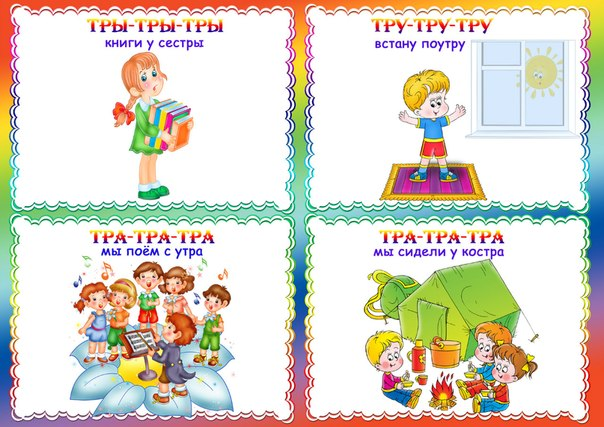 ТРЫ-ТРЫ-ТРЫ
книги у сестры
ТРУ-ТРУ-ТРУ
встану поутру
ТРА-ТРА-ТРА
мы поём с утра
ТРА-ТРА-ТРА
мы сидели у костра